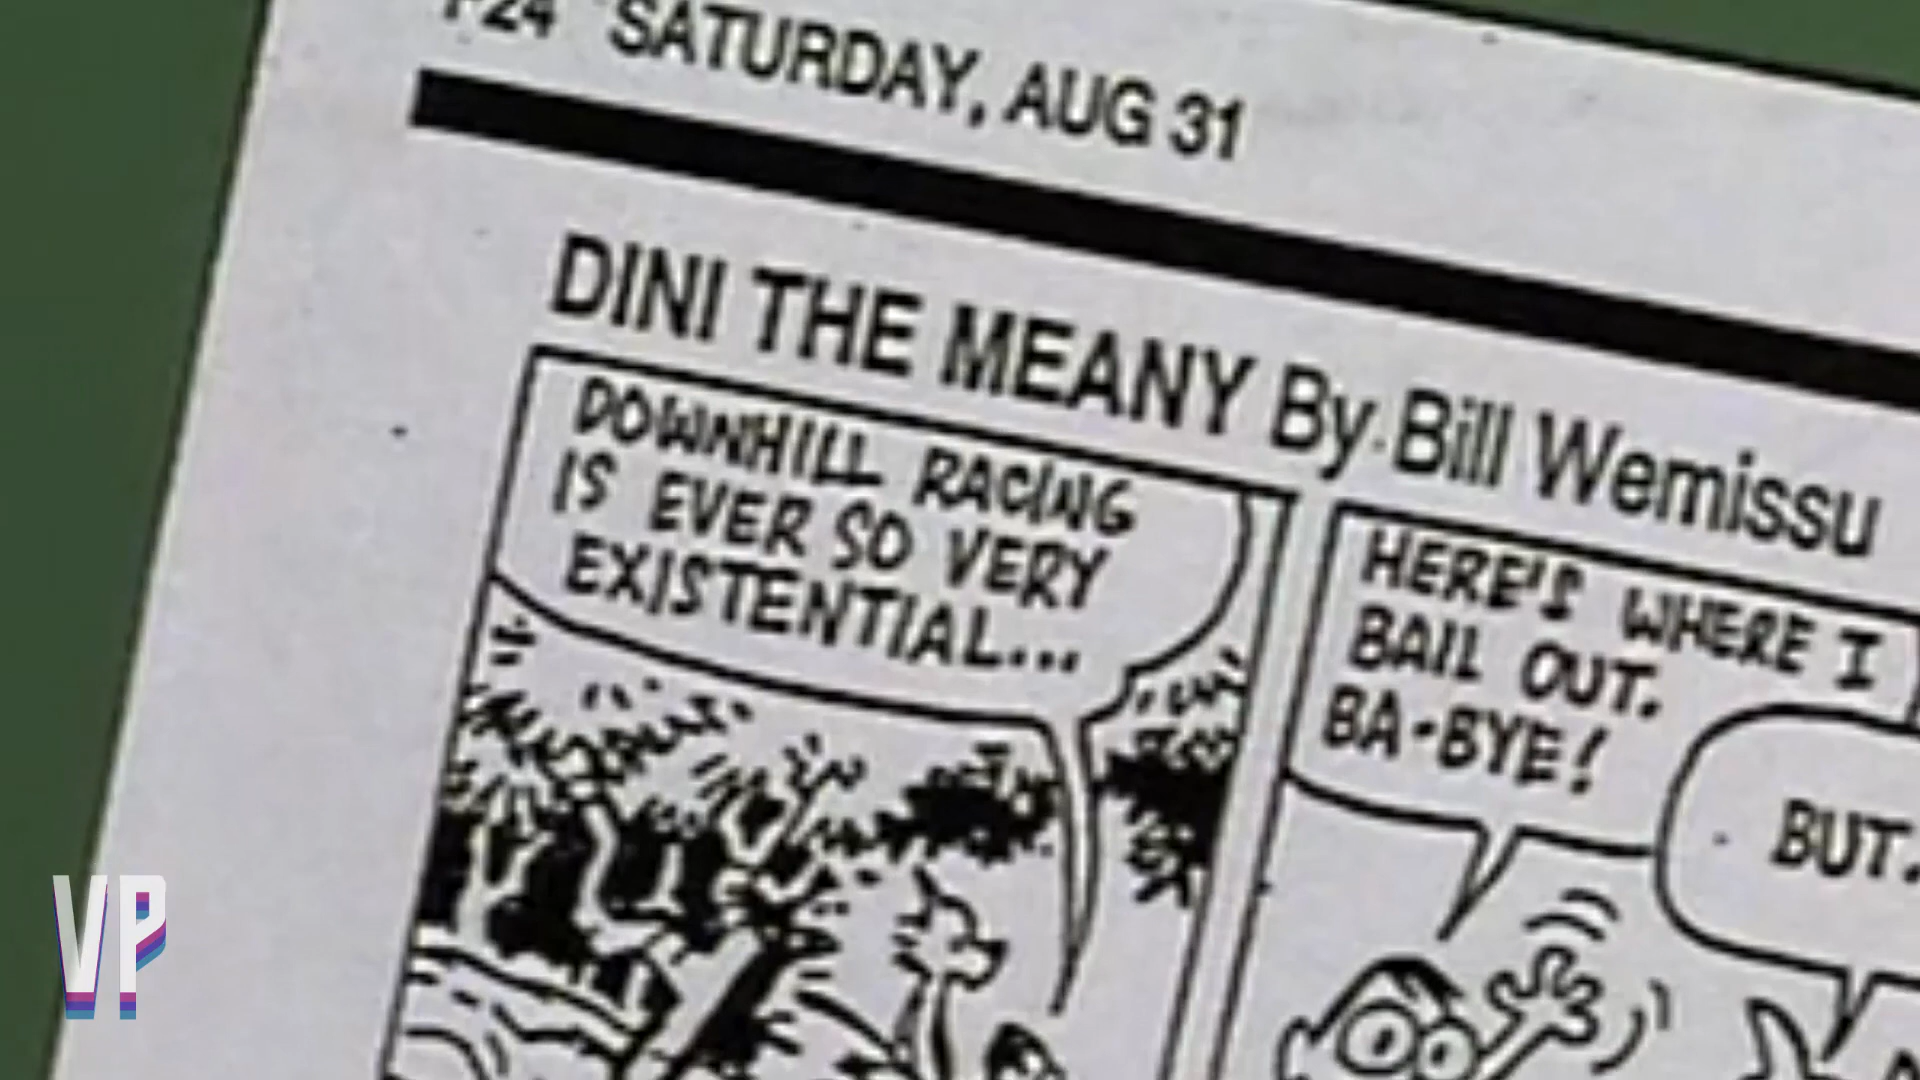 F24 SATURDAY, AUG 31
DINI THE MEANY By Bill Wemissu
DOWNHILL RACING
IS EVER SO VERY
EXISTENTIAL...
HERE'S WHERE I
BAIL OUT.
BA-BYE!
BUT.
VP